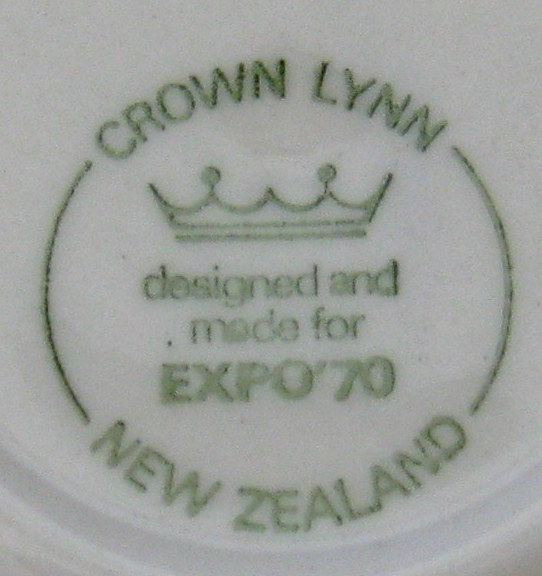 CROWN LYNN
designed and
made for
EXPO'70
NEW ZEALAND